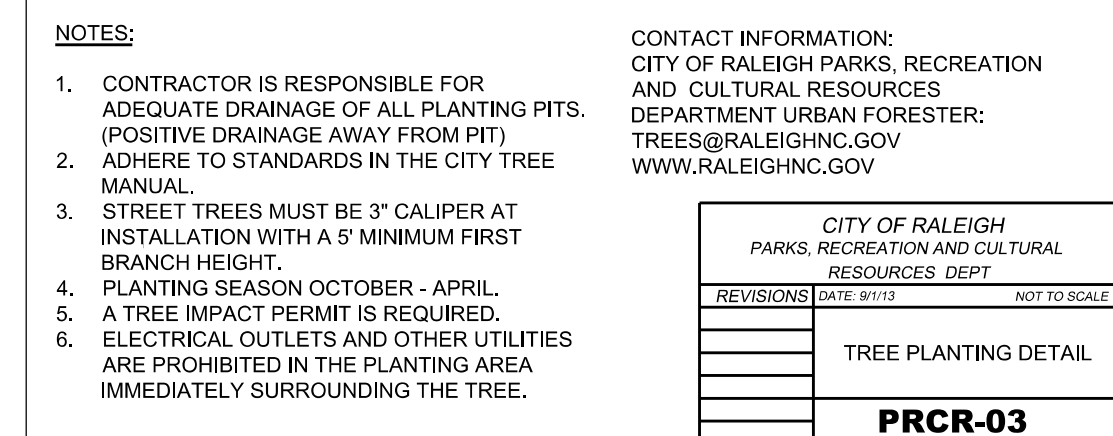 NOTES:
1. CONTRACTOR IS RESPONSIBLE FOR
ADEQUATE DRAINAGE OF ALL PLANTING PITS.
(POSITIVE DRAINAGE AWAY FROM PIT)
2. ADHERE TO STANDARDS IN THE CITY TREE
MANUAL.
3. STREET TREES MUST BE 3" CALIPER AT
INSTALLATION WITH A 5' MINIMUM FIRST
BRANCH HEIGHT.
4. PLANTING SEASON OCTOBER - APRIL.
5. A TREE IMPACT PERMIT IS REQUIRED.
6. ELECTRICAL OUTLETS AND OTHER UTILITIES
ARE PROHIBITED IN THE PLANTING AREA
IMMEDIATELY SURROUNDING THE TREE.
CONTACT INFORMATION:
CITY OF RALEIGH PARKS, RECREATION
AND CULTURAL RESOURCES
DEPARTMENT URBAN FORESTER:
TREES@RALEIGHNC.GOV
WWW.RALEIGHNC.GOV
CITY OF RALEIGH
PARKS, RECREATION AND CULTURAL
RESOURCES DEPT
REVISIONS DATE: 9/1/13 NOT TO SCALE
TREE PLANTING DETAIL
PRCR-03